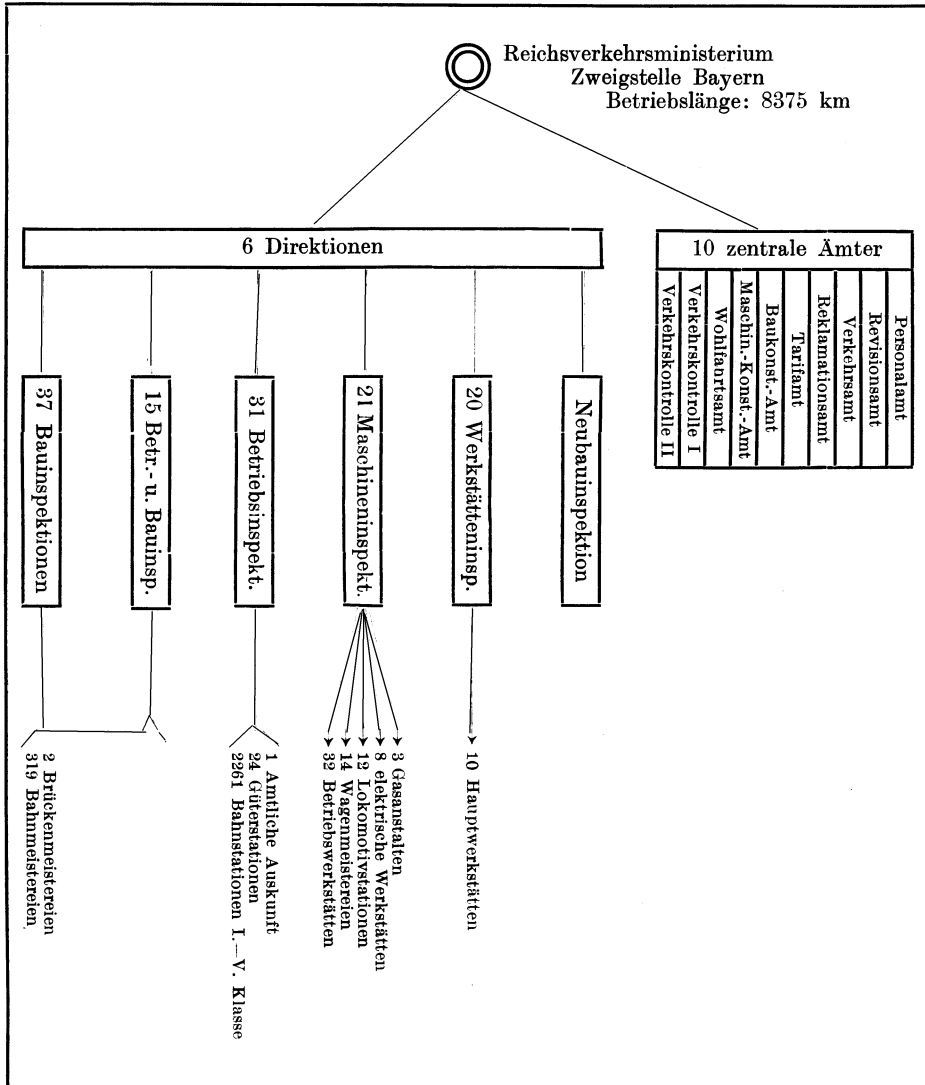 Reichsverkehrsministerium
Zweigstelle Bayern
Betriebslänge: 8375 km
6 Direktionen
10 zentrale Ämter
Verkehrskontrolle II
Verkehrskontrolle I
Wohlfahrtsamt
Maschin.-Konst.-Amt
Baukonst.-Amt
Tarifamt
Reklamationsamt
Verkehrsamt
Revisionsamt
Personalamt
37 Bauinspektionen
15 Betr.- u. Bauinsp.
31 Betriebsinspekt.
21 Maschineninspekt.
20 Werkstätteninsp.
Neubauinspektion
2 Brückenmeistereien
319 Bahnmeistereien
1 Amtliche Auskunft
24 Güterstationen
2261 Bahnstationen I.—V. Klasse
3 Gasanstalten
8 elektrische Werkstätten
12 Lokomotivstationen
14 Wagenmeistereien
32 Betriebswerkstätten
10 Hauptwerkstätten